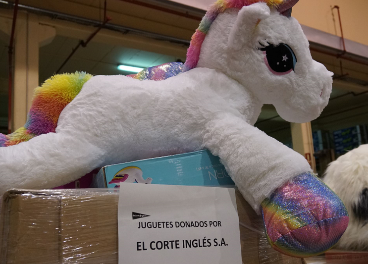 JUGUETES DONADOS POR
EL CORTE INGLÉS S.A.